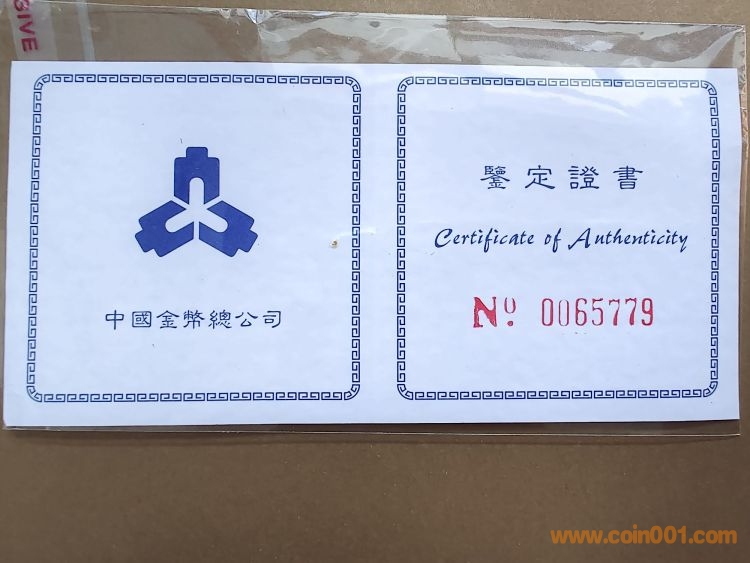 SIVE
中國金幣總公司
鑒定證書
Certificate of Authenticity
Nº. 0065779
www.coin001.com